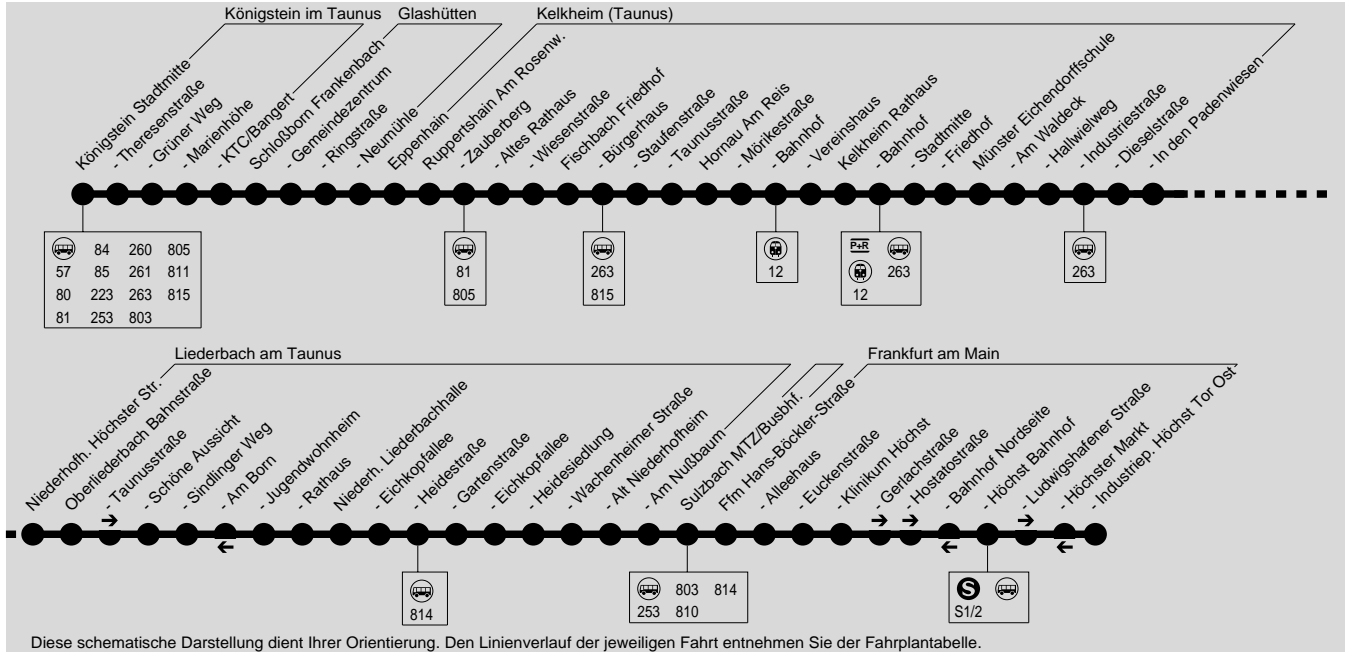 Königstein im Taunus
Glashütten
Kelkheim (Taunus)
Königstein Stadtmitte
- Theresenstraße
- Grüner Weg
- Marienhöhe
- KTC/Bangert
Schloßborn Frankenbach
- Gemeindezentrum
- Ringstraße
- Neumühle
Eppenhain
Ruppertshain Am Rosenw.
- Zauberberg
- Altes Rathaus
- Wiesenstraße
Fischbach Friedhof
- Bürgerhaus
- Staufenstraße
- Taunusstraße
Hornau Am Reis
- Mörikestraße
- Bahnhof
- Vereinshaus
Kelkheim Rathaus
- Bahnhof
- Stadtmitte
- Friedhof
Münster Eichendorffschule
- Am Waldeck
- Hallwielweg
- Industriestraße
- Dieselstraße
- In den Padenwiesen
84 260 805
57 85 261 811
80 223 263 815
81 253 803
81
805
263
815
12
P+R
263
12
263
Liederbach am Taunus
Frankfurt am Main
Niederhofh. Höchster Str.
Oberliederbach Bahnstraße
- Taunusstraße
- Schöne Aussicht
- Sindlinger Weg
- Am Born
- Jugendwohnheim
- Rathaus
Niederh. Liederbachhalle
- Eichkopfallee
- Heidestraße
- Gartenstraße
- Eichkopfallee
- Heidesiedlung
- Wachenheimer Straße
- Alt Niederhofheim
- Am Nußbaum
Sulzbach MTZ/Busbhf.
Ffm Hans-Böckler-Straße
- Alleehaus
- Euckenstraße
- Klinikum Höchst
- Gerlachstraße
- Hostatostraße
- Bahnhof Nordseite
- Höchst Bahnhof
- Ludwigshafener Straße
- Höchster Markt
- Industriep. Höchst Tor Ost
814
803 814
253 810
S
S1/2
Diese schematische Darstellung dient Ihrer Orientierung. Den Linienverlauf der jeweiligen Fahrt entnehmen Sie der Fahrplantabelle.